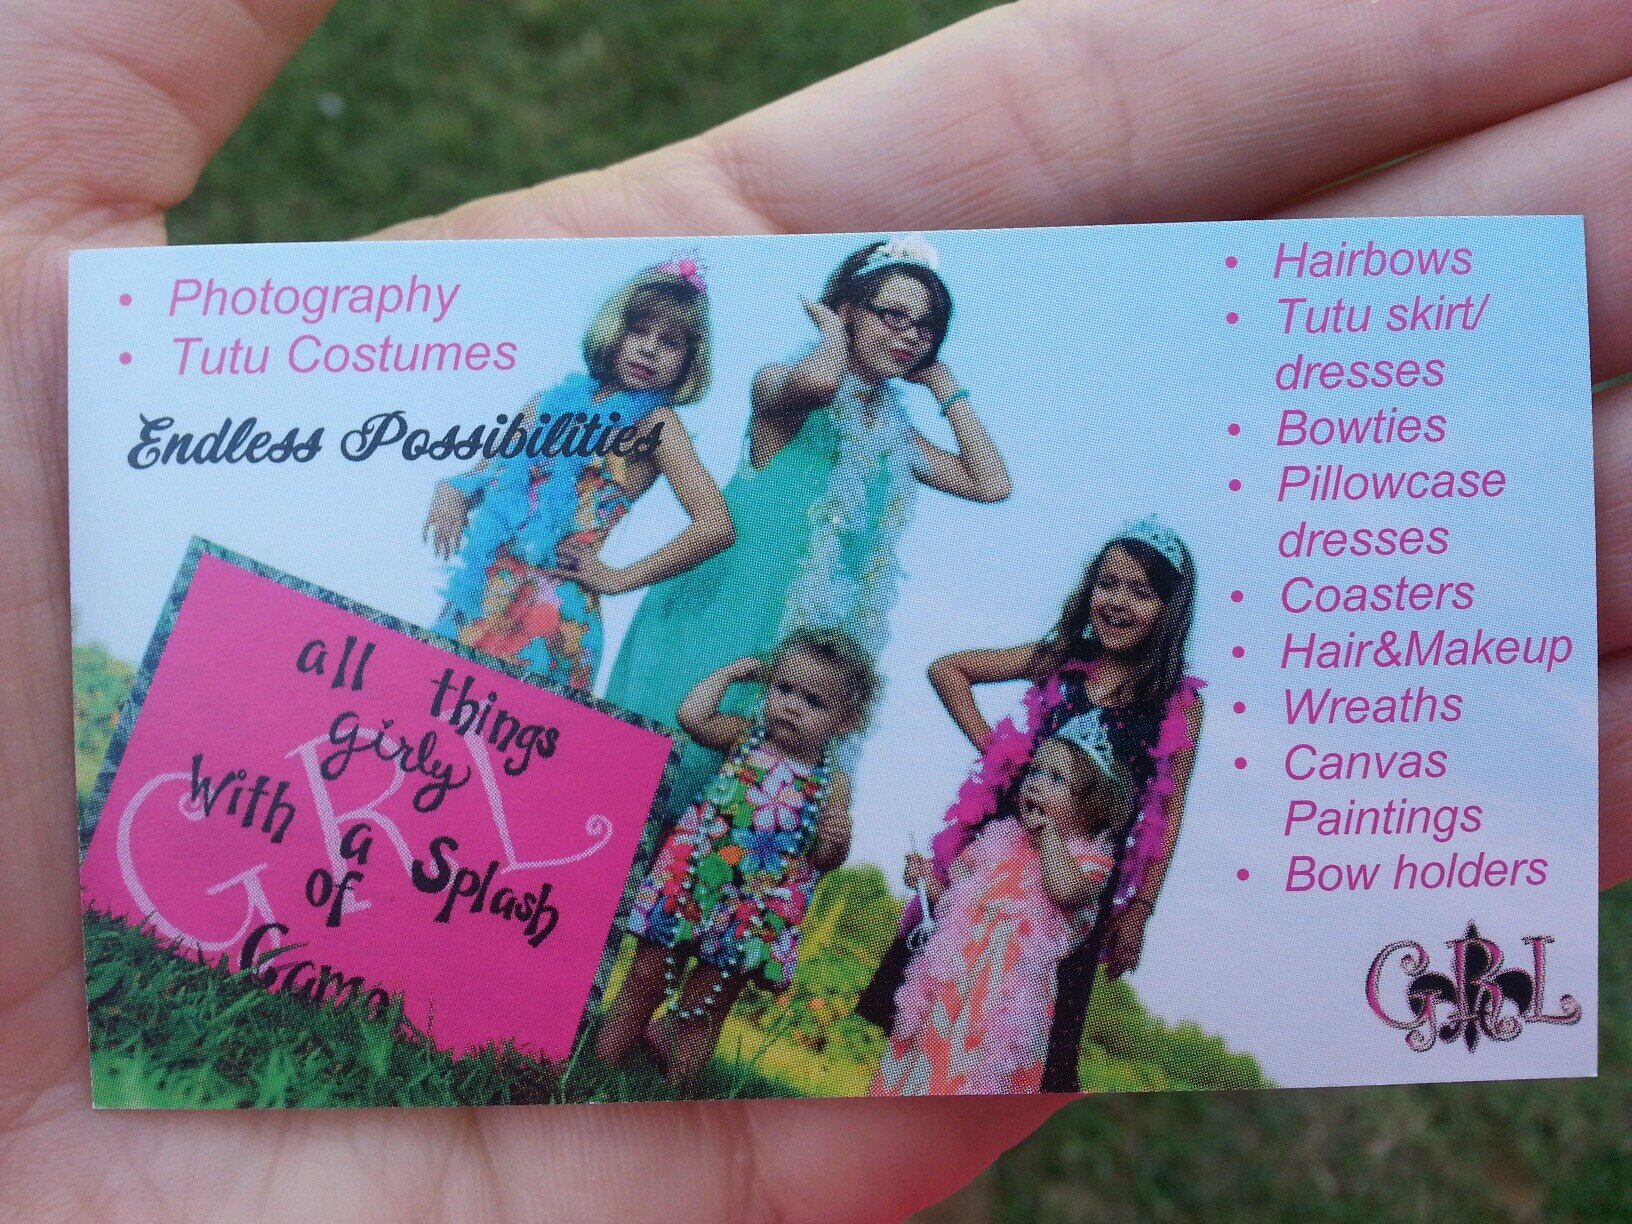 • Photography
• Tutu Costumes
Endless Possibilities
all things
girly
with a Splash
of
Camo
GRL
• Hairbows
• Tutu skirt/
dresses
• Bowties
• Pillowcase
dresses
• Coasters
• Hair&Makeup
• Wreaths
• Canvas
Paintings
• Bow holders
GRL